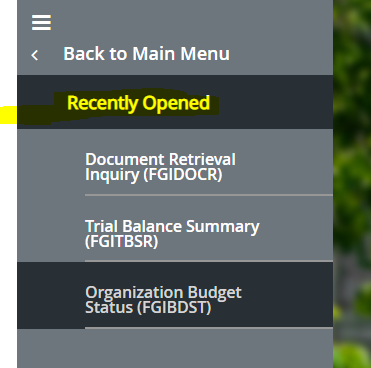 Back to Main Menu
Recently Opened
Document Retrieval
Inquiry (FGIDOCR)
Trial Balance Summary
(FGITBSR)
Organization Budget
Status (FGIBDST)